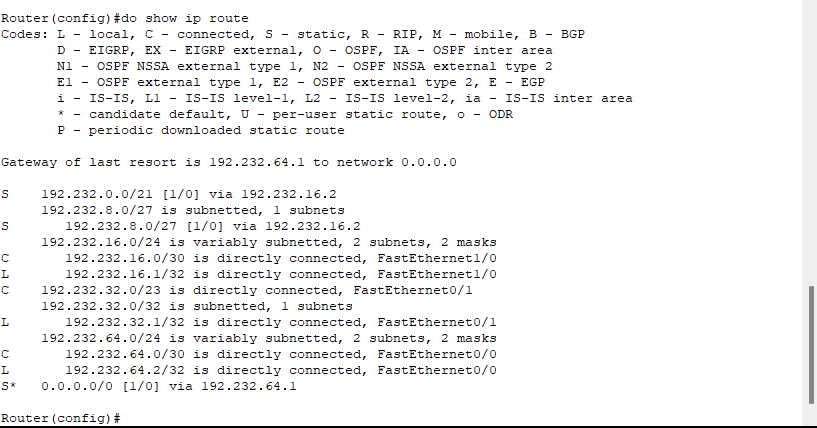 Router(config)#do show ip route
Codes: L - local, C - connected, S - static, R - RIP, M - mobile, B - BGP
       D - EIGRP, EX - EIGRP external, O - OSPF, IA - OSPF inter area
       N1 - OSPF NSSA external type 1, N2 - OSPF NSSA external type 2
       E1 - OSPF external type 1, E2 - OSPF external type 2, E - EGP
       i - IS-IS, L1 - IS-IS level-1, L2 - IS-IS level-2, ia - IS-IS inter area
       * - candidate default, U - per-user static route, o - ODR
       P - periodic downloaded static route

Gateway of last resort is 192.232.64.1 to network 0.0.0.0

S    192.232.0.0/21 [1/0] via 192.232.16.2
     192.232.8.0/27 is subnetted, 1 subnets
S       192.232.8.0/27 [1/0] via 192.232.16.2
     192.232.16.0/24 is variably subnetted, 2 subnets, 2 masks
C       192.232.16.0/30 is directly connected, FastEthernet1/0
L       192.232.16.1/32 is directly connected, FastEthernet1/0
C    192.232.32.0/23 is directly connected, FastEthernet0/1
     192.232.32.0/32 is subnetted, 1 subnets
L       192.232.32.1/32 is directly connected, FastEthernet0/1
     192.232.64.0/24 is variably subnetted, 2 subnets, 2 masks
C       192.232.64.0/30 is directly connected, FastEthernet0/0
L       192.232.64.2/32 is directly connected, FastEthernet0/0
S*   0.0.0.0/0 [1/0] via 192.232.64.1

Router(config)#